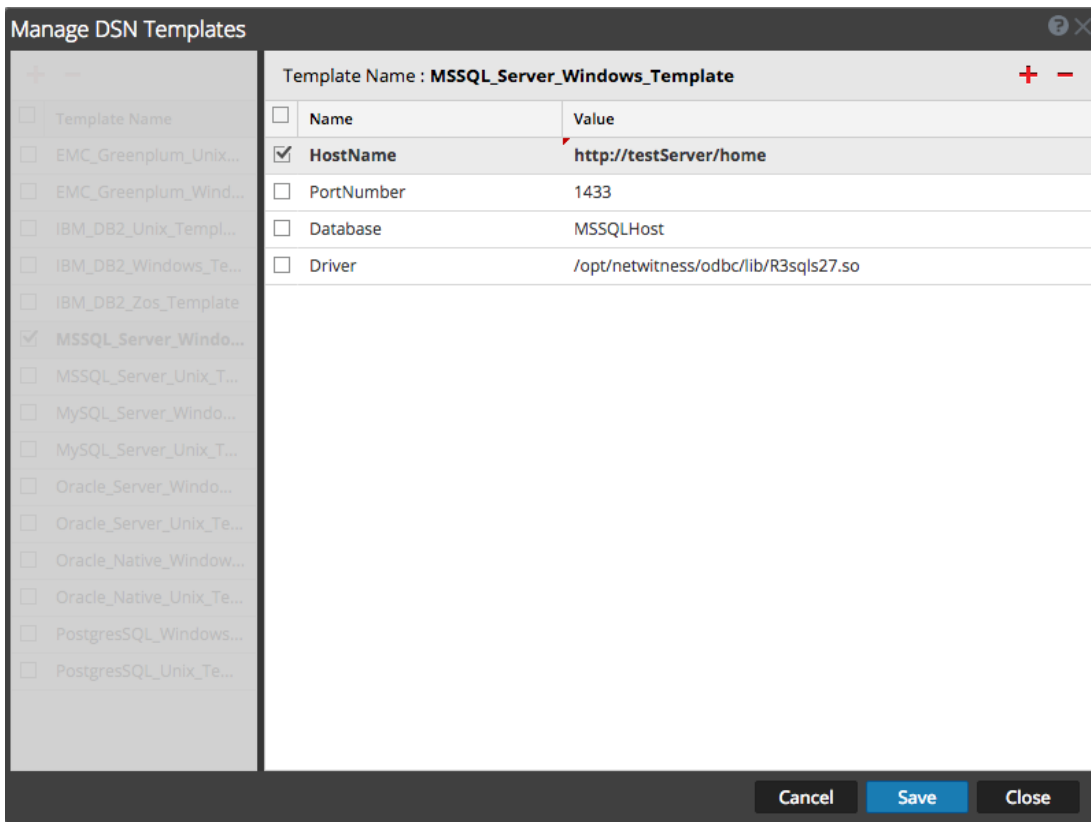 Manage DSN Templates
Template Name
EMC_Greenplum_Unix...
EMC_Greenplum_Wind...
IBM_DB2_Unix_Templ...
IBM_DB2_Windows_Te...
IBM_DB2_Zos_Template
MSSQL_Server_Windo...
MSSQL_Server_Unix_T...
MySQL_Server_Windo...
MySQL_Server_Unix_T...
Oracle_Server_Windo...
Oracle_Server_Unix_Te...
Oracle_Native_Window...
Oracle_Native_Unix_Te...
PostgresSQL_Windows...
PostgresSQL_Unix_Te...
Template Name : MSSQL_Server_Windows_Template
Name Value
HostName http://testServer/home
PortNumber 1433
Database MSSQLHost
Driver /opt/netwitness/odbc/lib/R3sqls27.so
Cancel Save Close